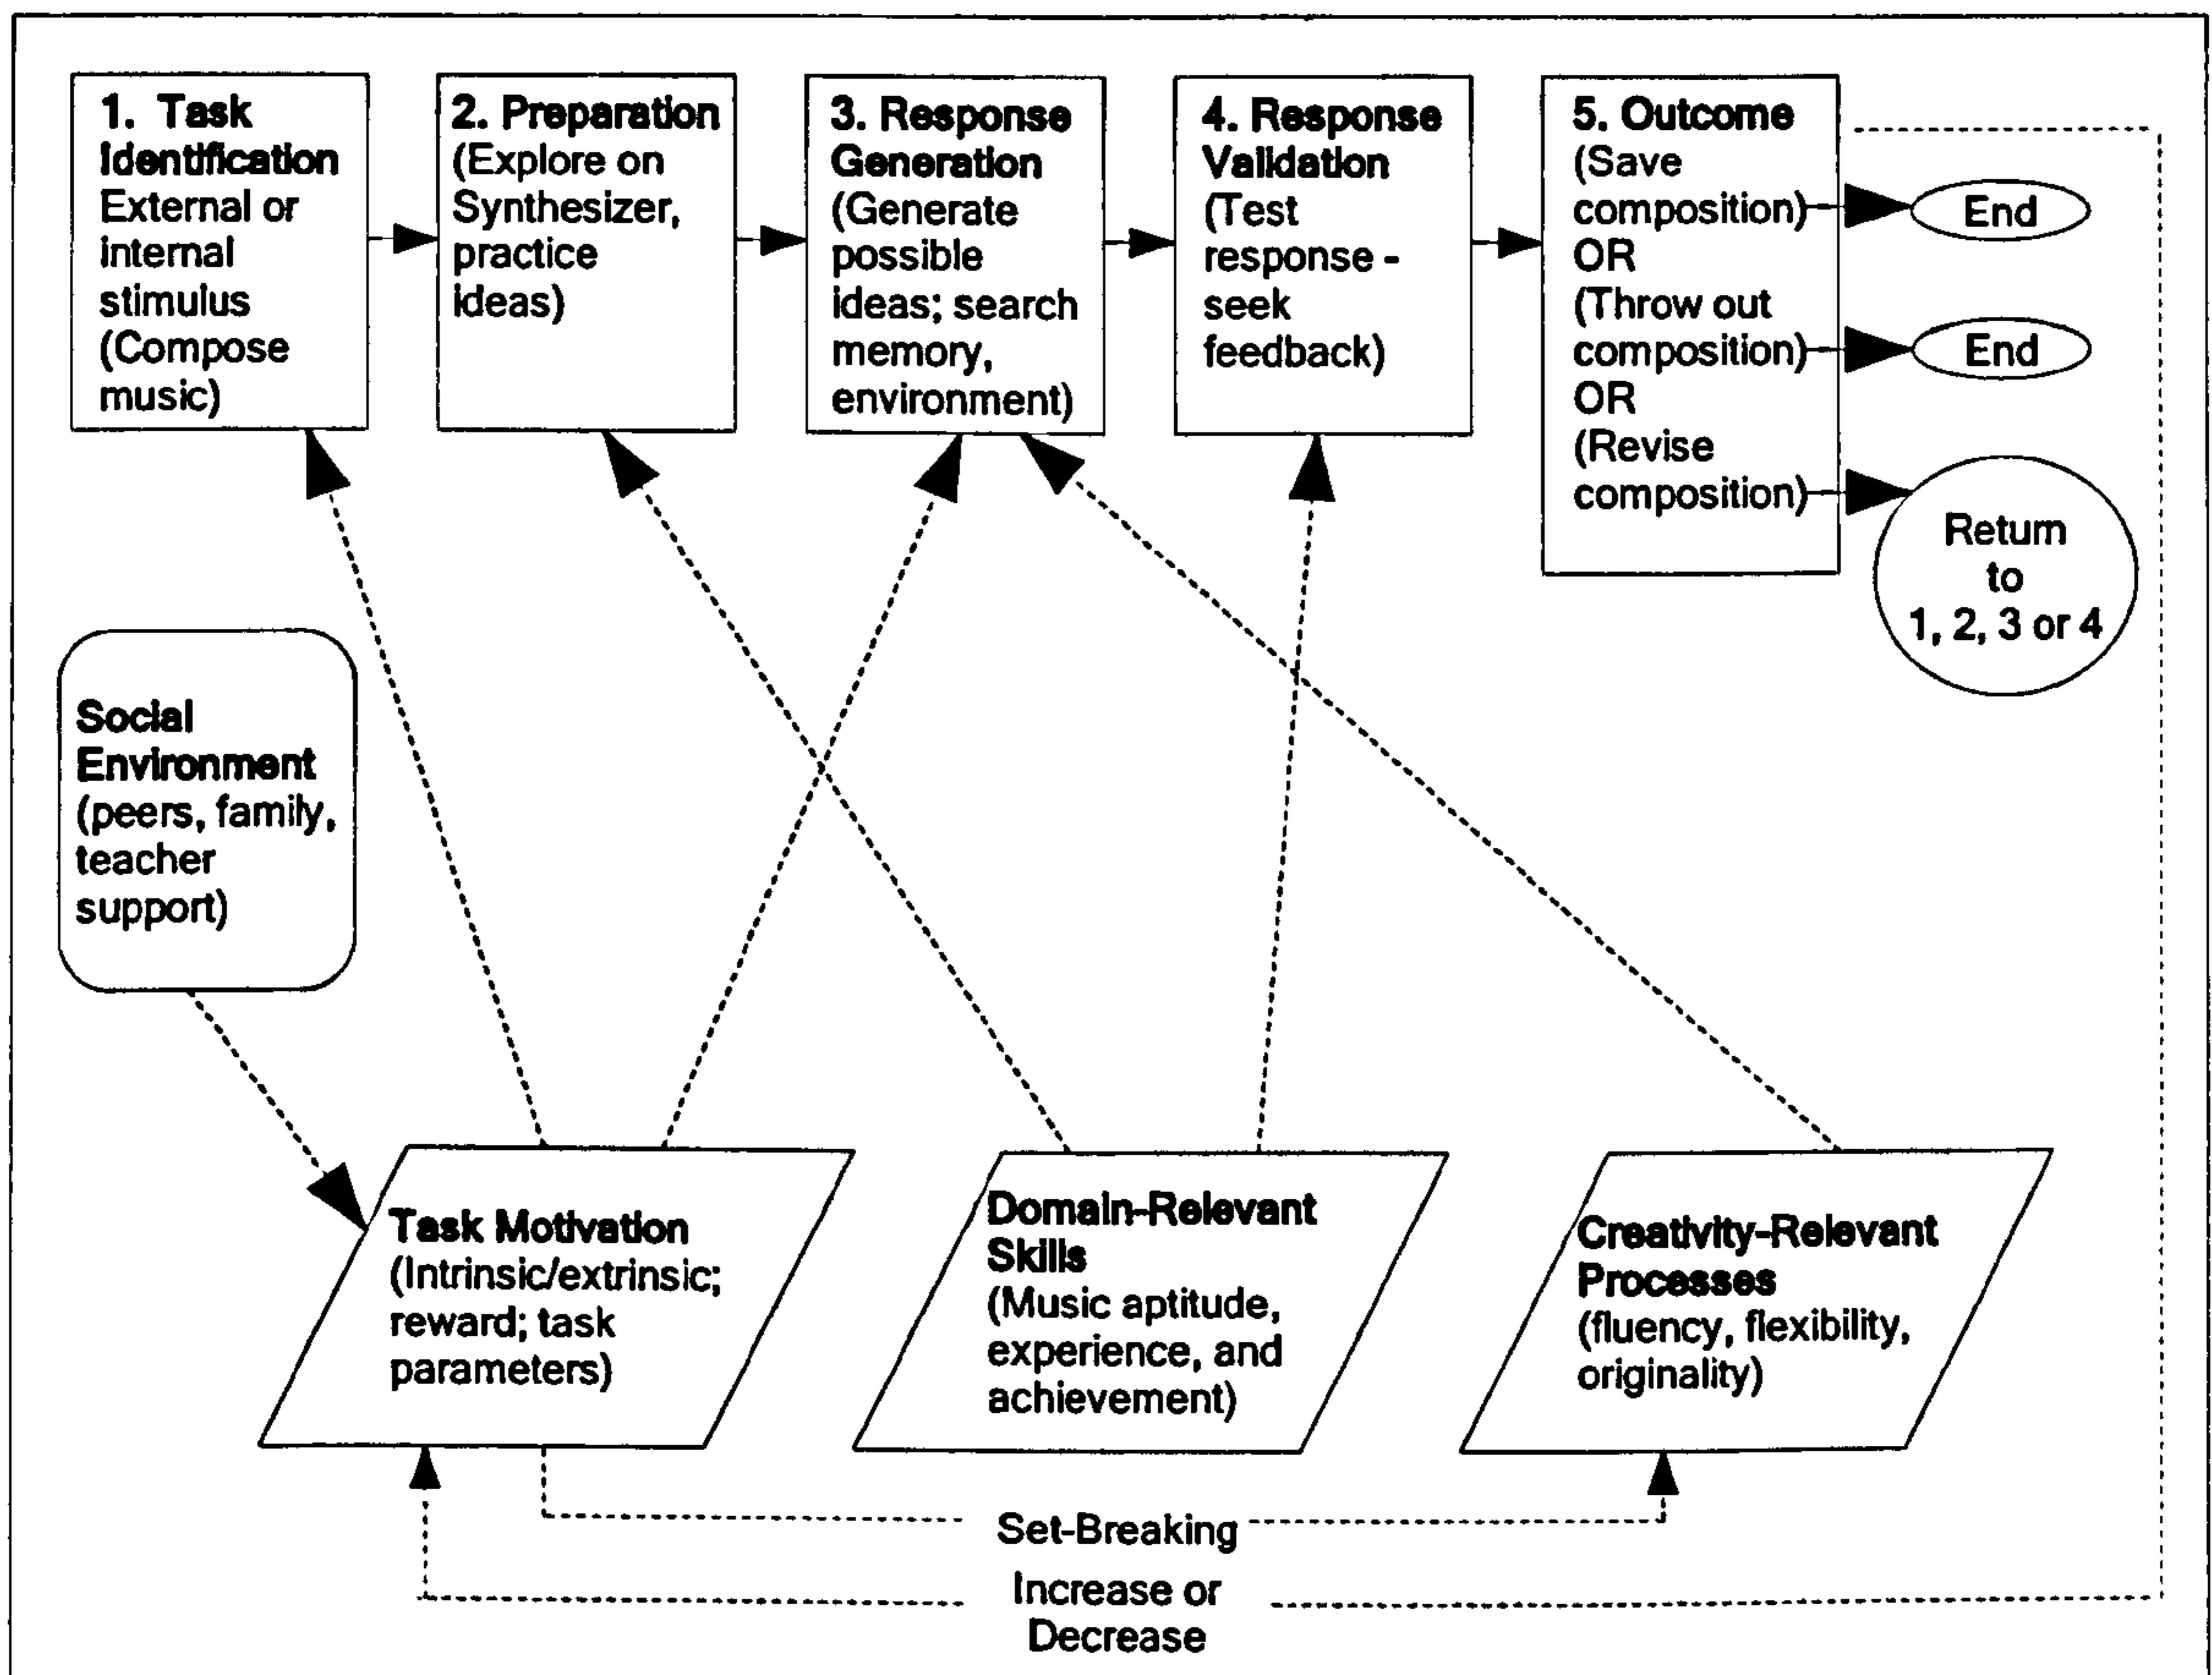 1. Task
Identification
External or
internal
stimulus
(Compose
music)
2. Preparation
(Explore on
Synthesizer,
practice
ideas)
3. Response
Generation
(Generate
possible
ideas; search
memory,
environment)
4. Response
Validation
(Test
response -
seek
feedback)
5. Outcome
(Save
composition)
OR
(Throw out
composition)
OR
(Revise
composition)
End
End
Return
to
1, 2, 3 or 4
Social
Environment
(peers, family,
teacher
support)
Task Motivation
(Intrinsic/extrinsic;
reward; task
parameters)
Domain-Relevant
Skills
(Music aptitude,
experience, and
achievement)
Creativity-Relevant
Processes
(fluency, flexibility,
originality)
Set-Breaking
Increase or
Decrease